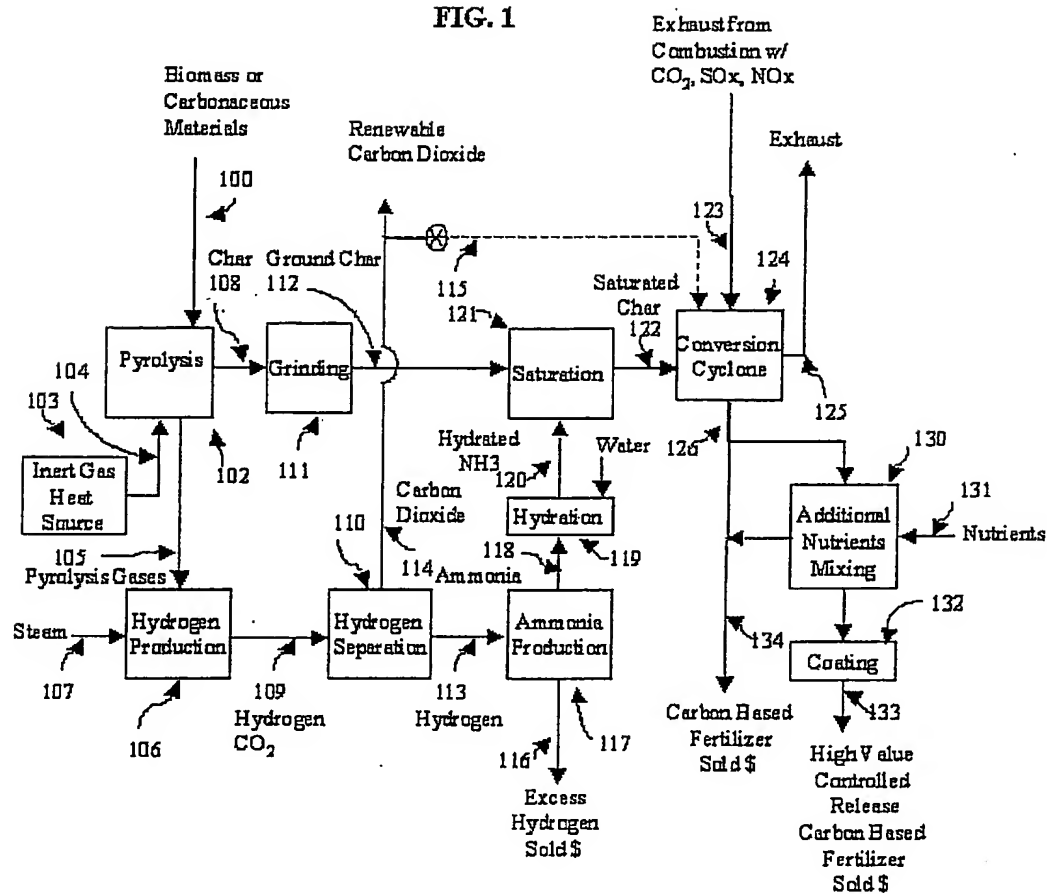 FIG. 1
Exhaust from
Combustion w/
CO₂, SOx, NOx
Biomass or
Carbonaceous
Materials
Renewable
Carbon Dioxide
Exhaust
100
123
124
Char
108
Ground Char
112
115
Saturated
Char
122
121
Pyrolysis
Grinding
Saturation
Conversion
Cyclone
104
103
125
102
111
Hydrated
NH3
120
Water
126
130
Inert Gas
Heat
Source
Carbon
Dioxide
110
Hydration
131
Additional
Nutrients
Mixing
Nutrients
105
118
119
Pyrolysis Gases
114
Ammonia
132
Steam
Hydrogen
Production
Hydrogen
Separation
Ammonia
Production
134
Coating
107
109
113
133
Hydrogen
CO₂
Hydrogen
106
116
117
Carbon Based
Fertilizer
Sold $
High Value
Controlled
Release
Carbon Based
Fertilizer
Sold $
Excess
Hydrogen
Sold $